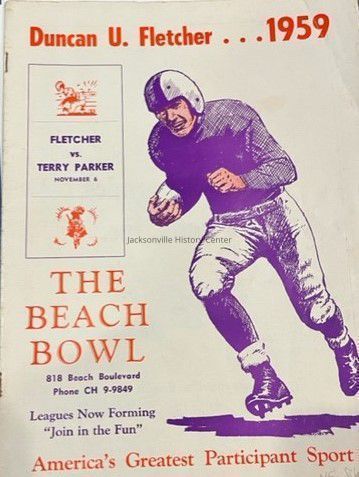 Duncan U. Fletcher . . . 1959
FLETCHER
vs.
TERRY PARKER
NOVEMBER 6
Jacksonville History Center
THE
BEACH
BOWL
818 Beach Boulevard
Phone CH 9-9849
Leagues Now Forming
"Join in the Fun"
America's Greatest Participant Sport